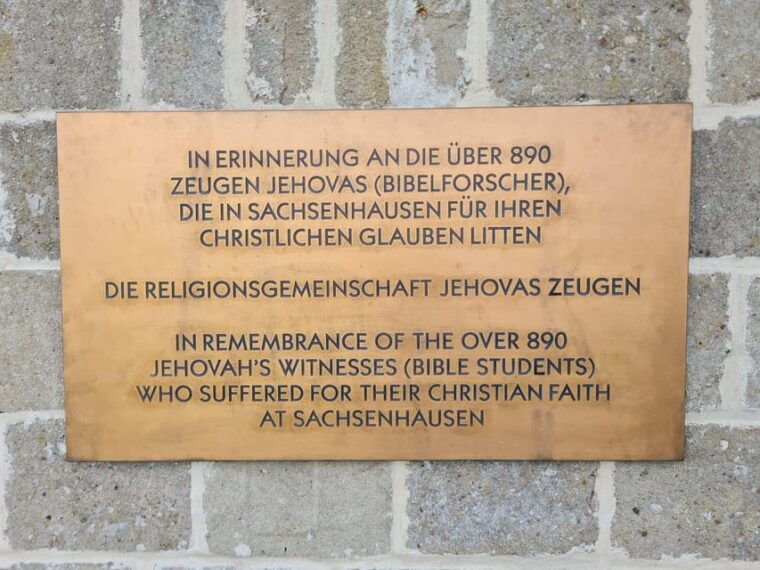 IN ERINNERUNG AN DIE ÜBER 890
ZEUGEN JEHOVAS (BIBELFORSCHER),
DIE IN SACHSENHAUSEN FÜR IHREN
CHRISTLICHEN GLAUBEN LITTEN
DIE RELIGIONSGEMEINSCHAFT JEHOVAS ZEUGEN
IN REMEMBRANCE OF THE OVER 890
JEHOVAH'S WITNESSES (BIBLE STUDENTS)
WHO SUFFERED FOR THEIR CHRISTIAN FAITH
AT SACHSENHAUSEN